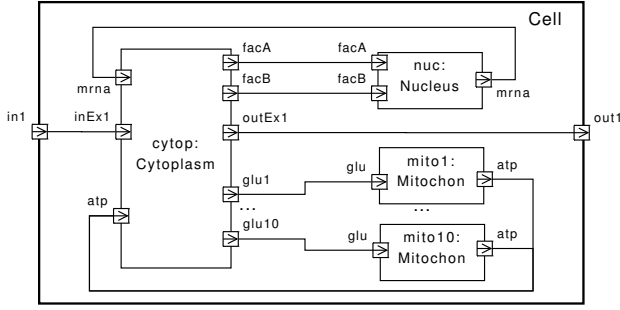 Cell
facA
facA
nuc:
Nucleus
mrna
facB
facB
mrna
in1
inEx1
outEx1
out1
cytop:
Cytoplasm
mito1:
Mitochon
glu1
glu
atp
atp
...
...
glu10
glu
mito10:
Mitochon
atp